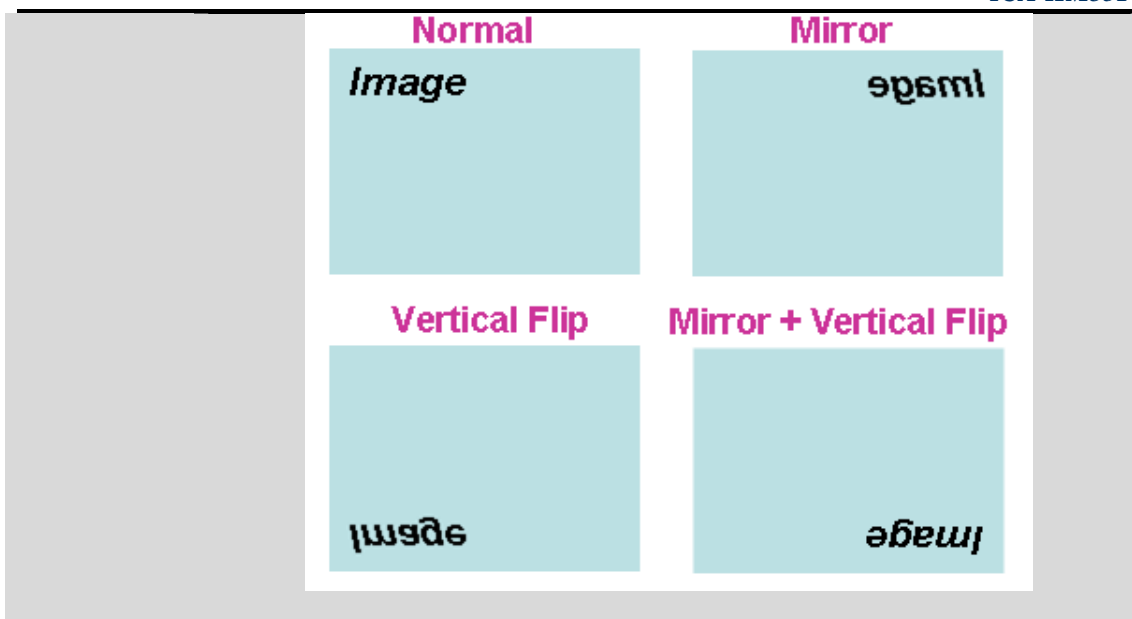 Normal
Mirror
Image
Image
Vertical Flip
Mirror + Vertical Flip
Image
Image